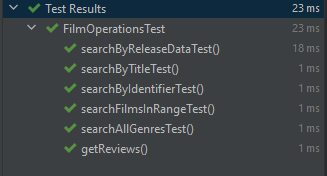 Test Results 23 ms
FilmOperationsTest 23 ms
searchByReleaseDataTest() 18 ms
searchByTitleTest() 1 ms
searchByIdentifierTest() 1 ms
searchFilmsInRangeTest() 1 ms
searchAllGenresTest() 1 ms
getReviews() 1 ms